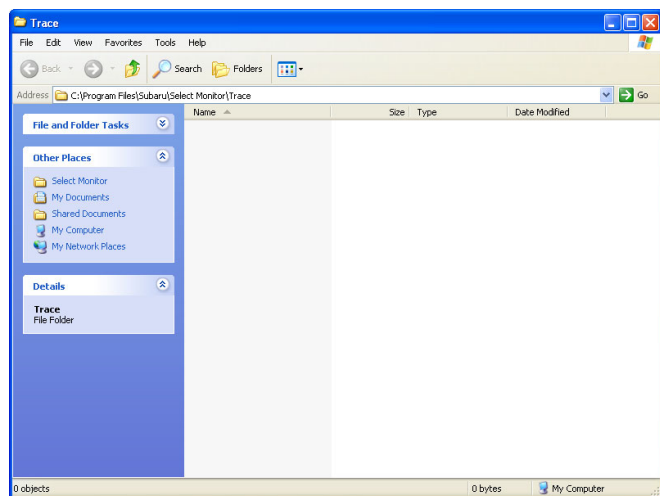 Trace
File Edit View Favorites Tools Help
Back Search Folders
Address C:\Program Files\Subaru\Select Monitor\Trace Go
File and Folder Tasks
Other Places
Select Monitor
My Documents
Shared Documents
My Computer
My Network Places
Details
Trace
File Folder
Name Size Type Date Modified
0 objects 0 bytes My Computer